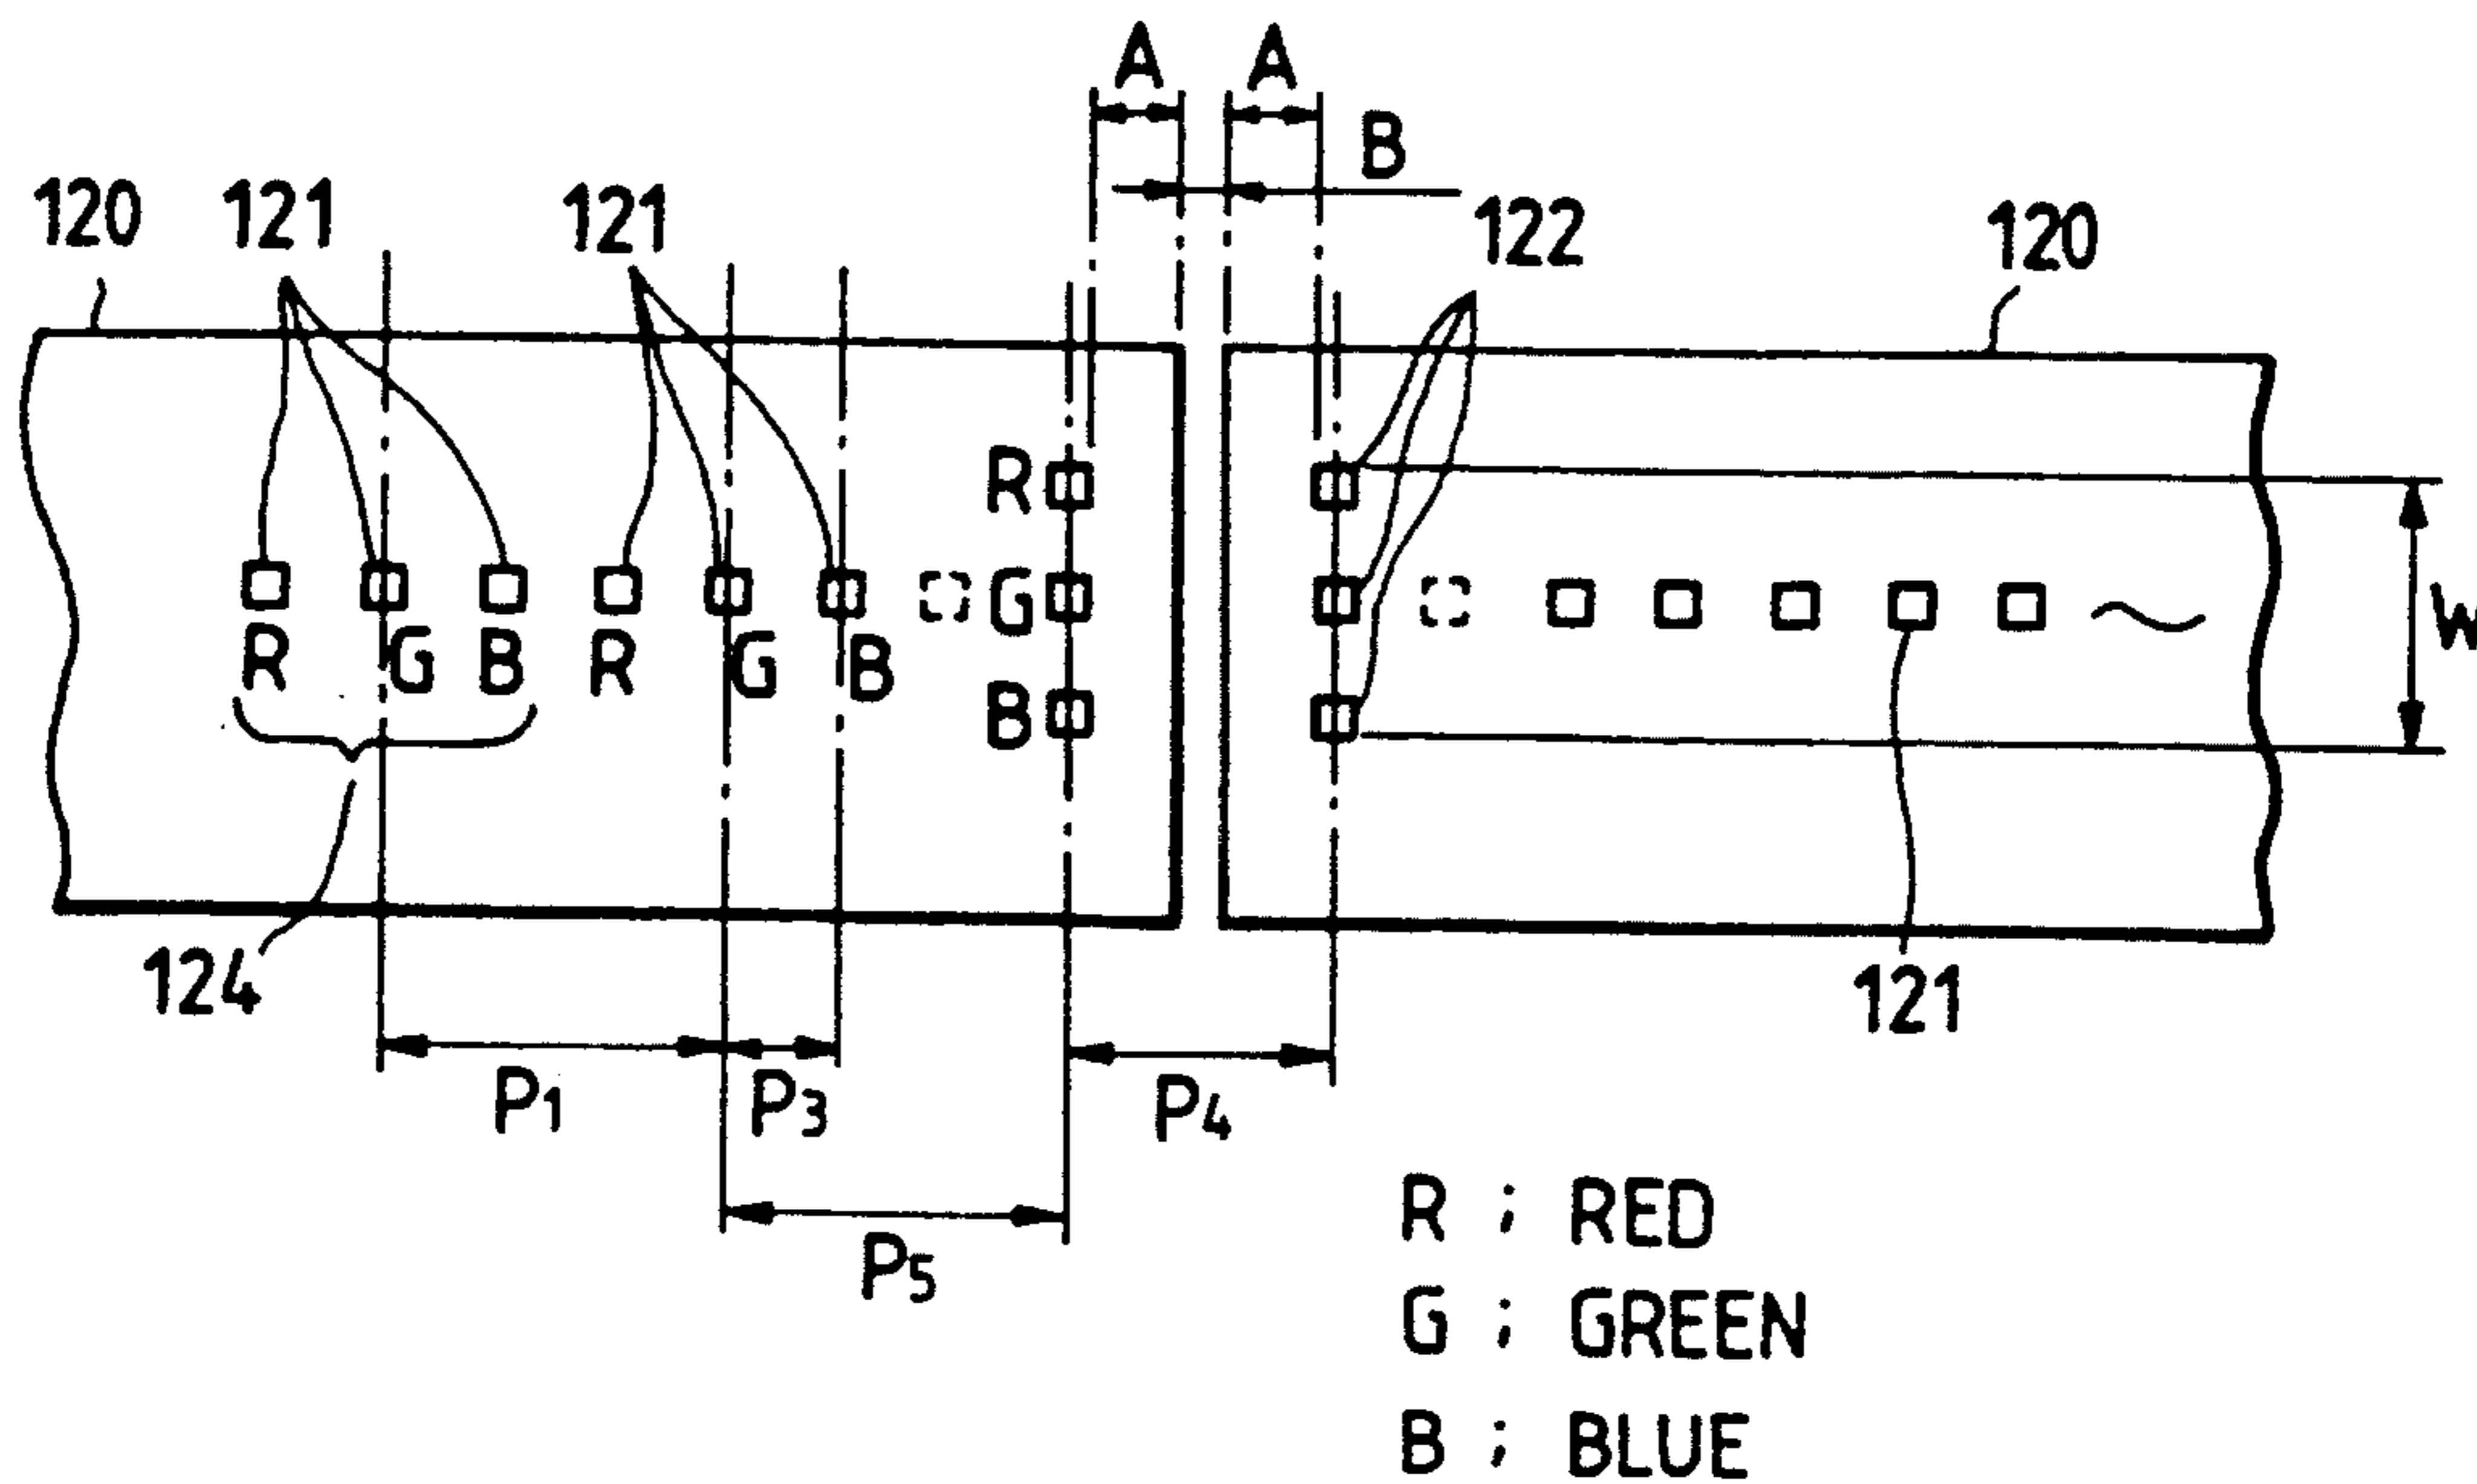 A A
B
120 121 121 122 120
R
R G B R G B G
B
W
124
121
P1 P3 P4
P5
R ; RED
G ; GREEN
B ; BLUE